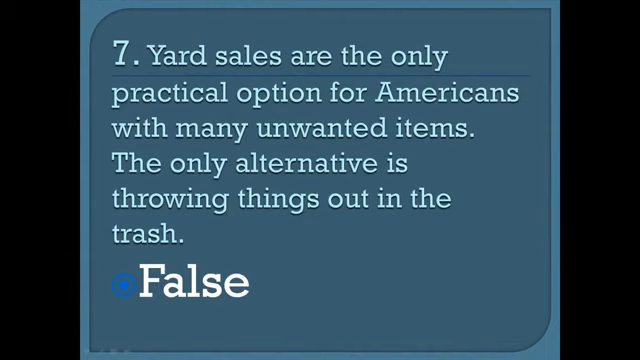 7. Yard sales are the only
practical option for Americans
with many unwanted items.
The only alternative is
throwing things out in the
trash.
False